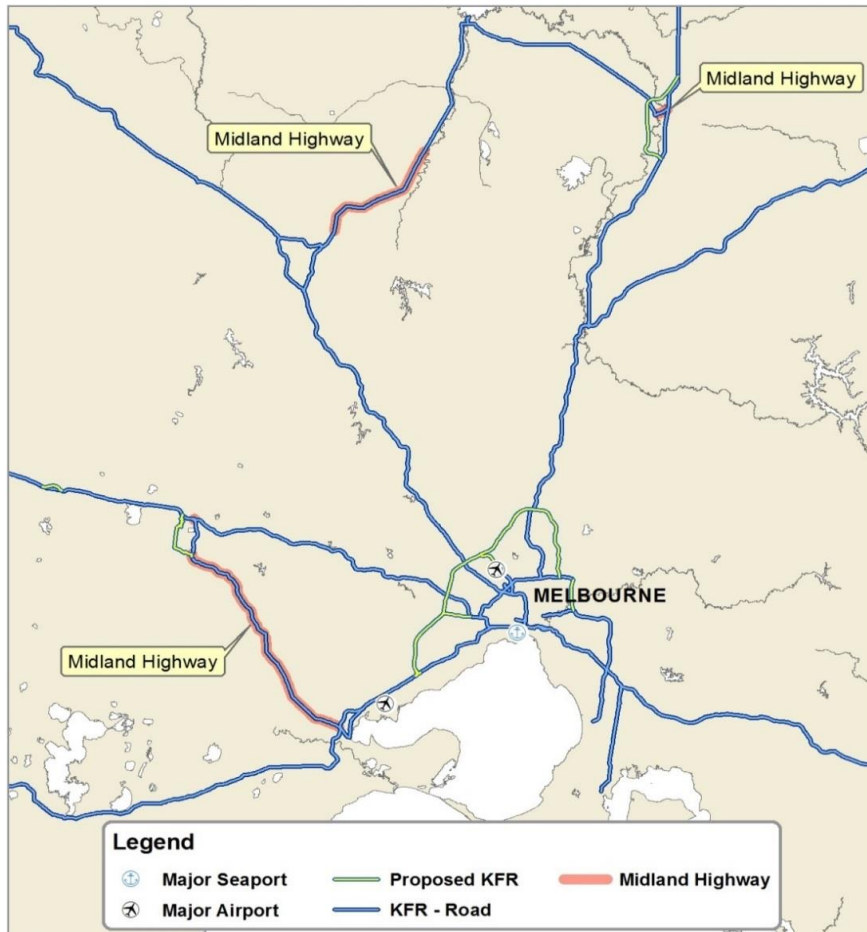 Midland Highway
Midland Highway
MELBOURNE
Midland Highway
Legend
Major Seaport
Proposed KFR
Midland Highway
Major Airport
KFR - Road